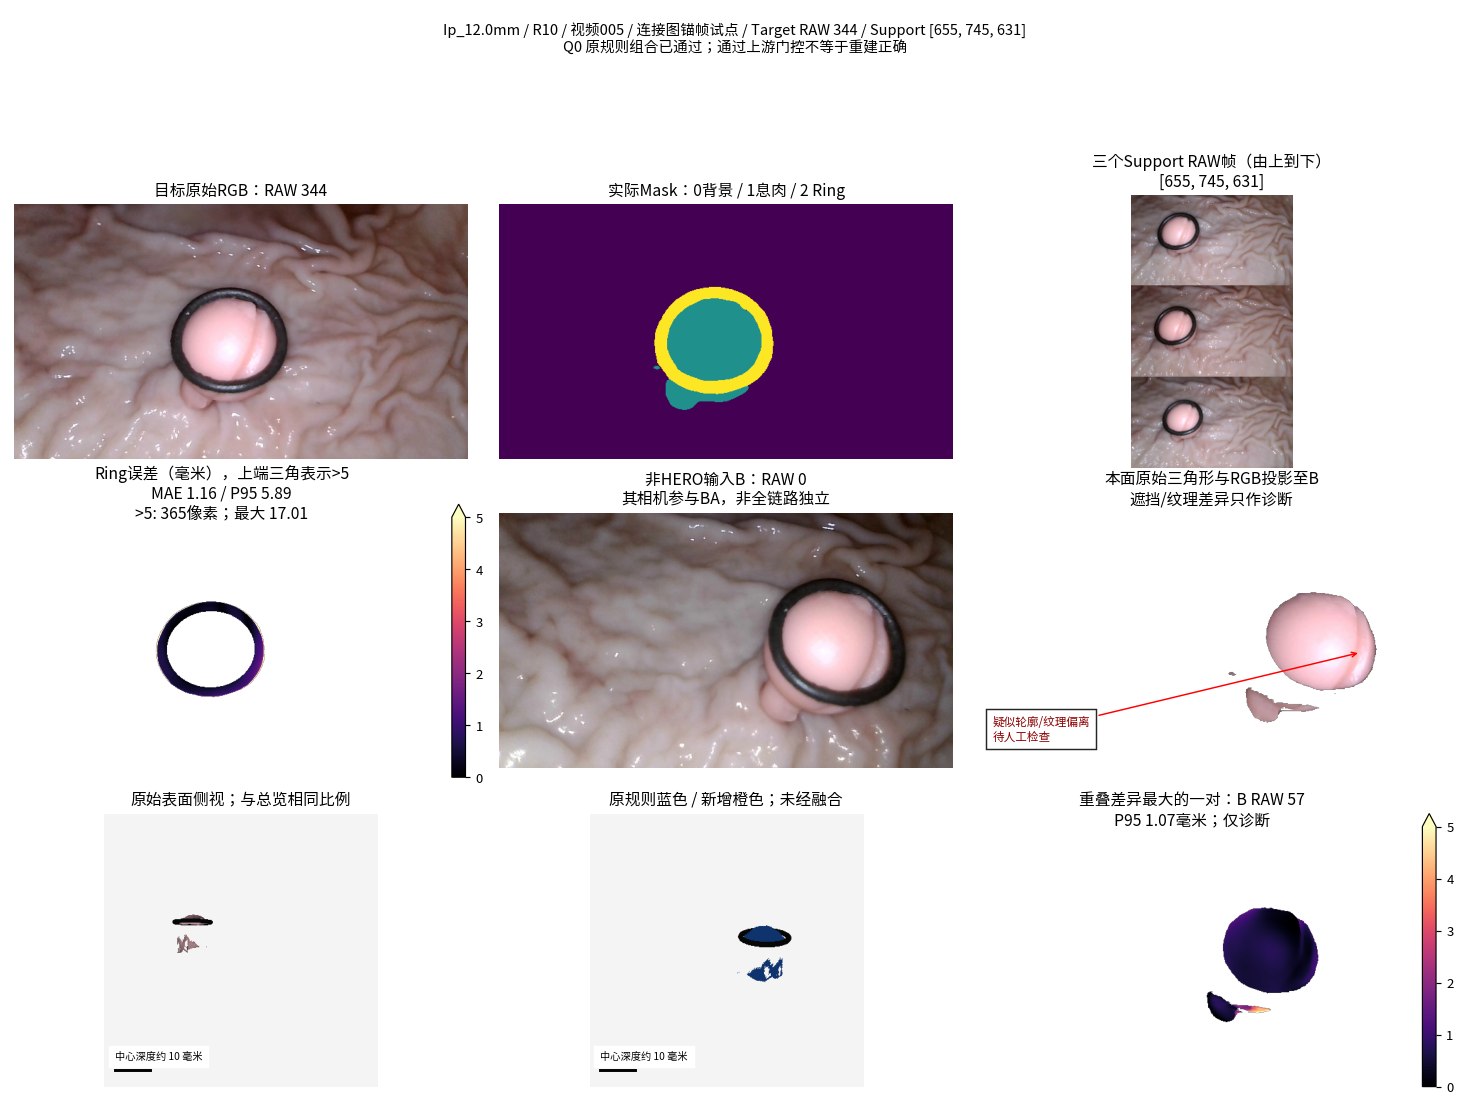 Ip_12.0mm / R10 / 视频005 / 连接图锚帧试点 / Target RAW 344 / Support [655, 745, 631]
Q0 原规则组合已通过；通过上游门控不等于重建正确
目标原始RGB：RAW 344
实际Mask：0背景 / 1息肉 / 2 Ring
三个Support RAW帧（由上到下）
[655, 745, 631]
Ring误差（毫米），上端三角表示>5
MAE 1.16 / P95 5.89
>5: 365像素；最大 17.01
5
4
3
2
1
0
非HERO输入B：RAW 0
其相机参与BA，非全链路独立
本面原始三角形与RGB投影至B
遮挡/纹理差异只作诊断
疑似轮廓/纹理偏离
待人工检查
原始表面侧视；与总览相同比例
中心深度约 10 毫米
原规则蓝色 / 新增橙色；未经融合
中心深度约 10 毫米
重叠差异最大的一对：B RAW 57
P95 1.07毫米；仅诊断
5
4
3
2
1
0